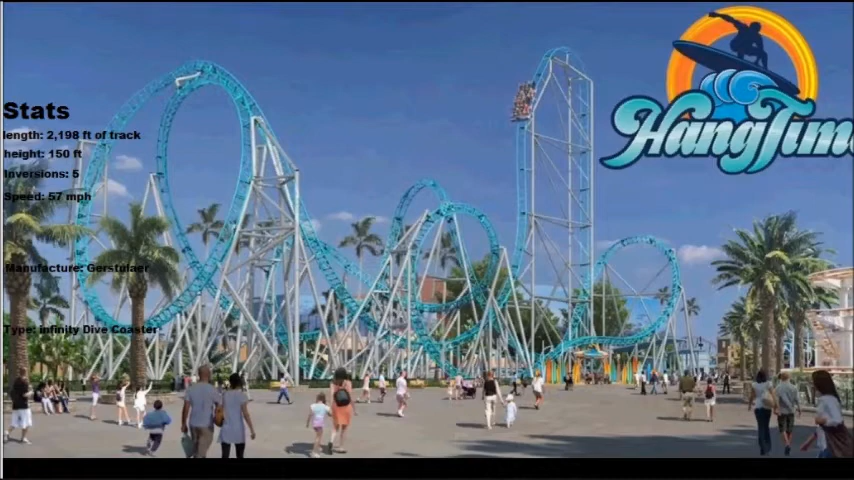 Stats
length: 2,198 ft of track
height: 150 ft
Inversions: 5
Speed: 57 mph
Manufacture: Gerstulaer
Type: infinity Dive Coaster
HangTime